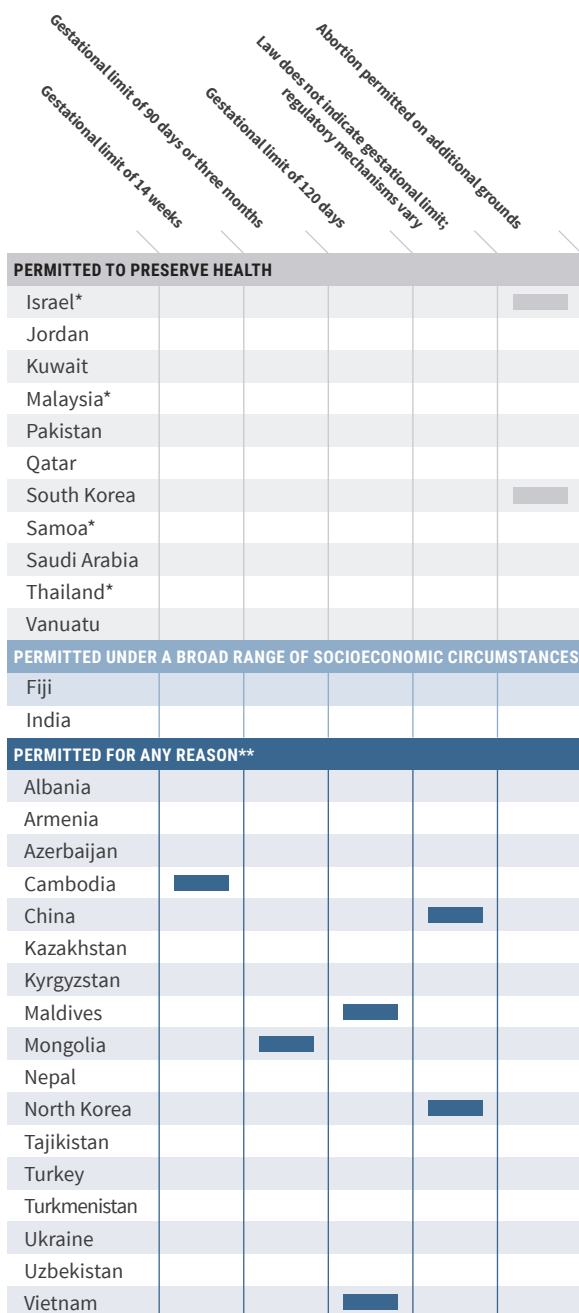 Gestational limit of 14 weeks
Gestational limit of 90 days or three months
Gestational limit of 120 days
Law does not indicate gestational limit;
regulatory mechanisms vary
Abortion permitted on additional grounds
PERMITTED TO PRESERVE HEALTH
Israel*
Jordan
Kuwait
Malaysia*
Pakistan
Qatar
South Korea
Samoa*
Saudi Arabia
Thailand*
Vanuatu
PERMITTED UNDER A BROAD RANGE OF SOCIOECONOMIC CIRCUMSTANCES
Fiji
India
PERMITTED FOR ANY REASON**
Albania
Armenia
Azerbaijan
Cambodia
China
Kazakhstan
Kyrgyzstan
Maldives
Mongolia
Nepal
North Korea
Tajikistan
Turkey
Turkmenistan
Ukraine
Uzbekistan
Vietnam